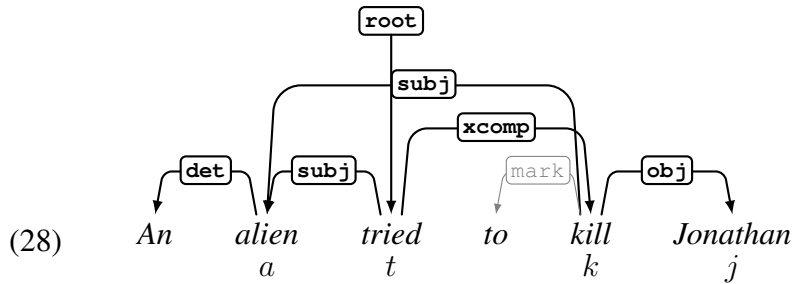 root
subj
xcomp
det subj mark obj
(28) An alien tried to kill Jonathan
a t k j